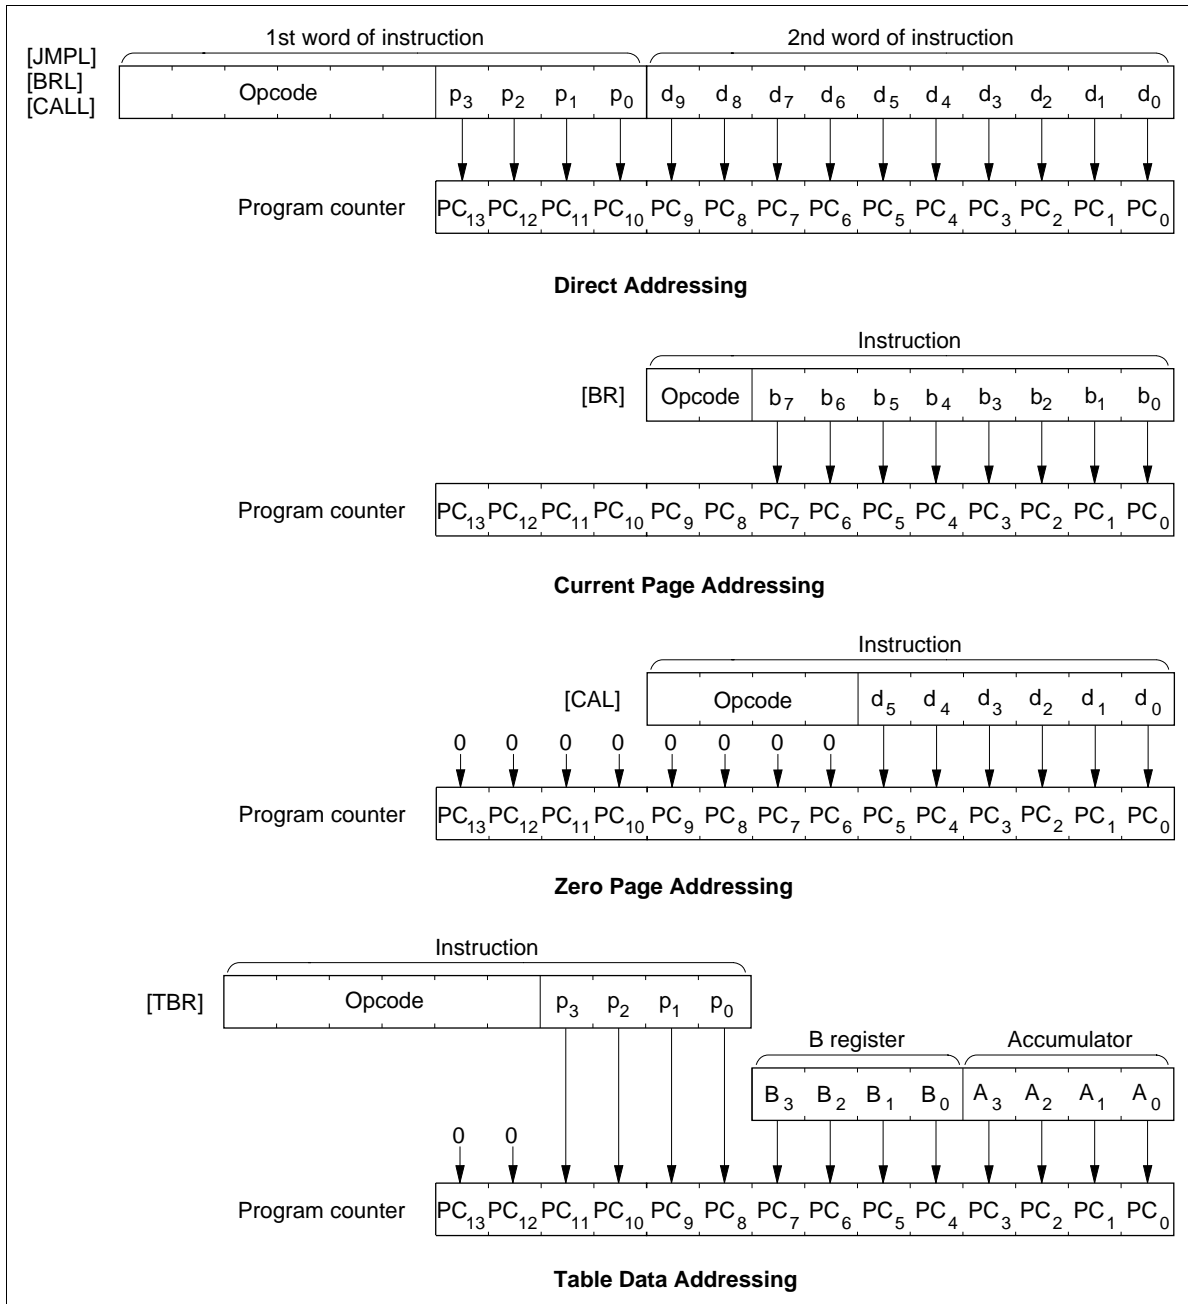 1st word of instruction 2nd word of instruction
[JMPL]
[BRL]
[CALL]
Opcode p3 p2 p1 p0 d9 d8 d7 d6 d5 d4 d3 d2 d1 d0
Program counter PC13 PC12 PC11 PC10 PC9 PC8 PC7 PC6 PC5 PC4 PC3 PC2 PC1 PC0
Direct Addressing
Instruction
[BR] Opcode b7 b6 b5 b4 b3 b2 b1 b0
Program counter PC13 PC12 PC11 PC10 PC9 PC8 PC7 PC6 PC5 PC4 PC3 PC2 PC1 PC0
Current Page Addressing
Instruction
[CAL] Opcode d5 d4 d3 d2 d1 d0
0 0 0 0 0 0 0 0
Program counter PC13 PC12 PC11 PC10 PC9 PC8 PC7 PC6 PC5 PC4 PC3 PC2 PC1 PC0
Zero Page Addressing
Instruction
[TBR] Opcode p3 p2 p1 p0
B register Accumulator
B3 B2 B1 B0 A3 A2 A1 A0
0 0
Program counter PC13 PC12 PC11 PC10 PC9 PC8 PC7 PC6 PC5 PC4 PC3 PC2 PC1 PC0
Table Data Addressing